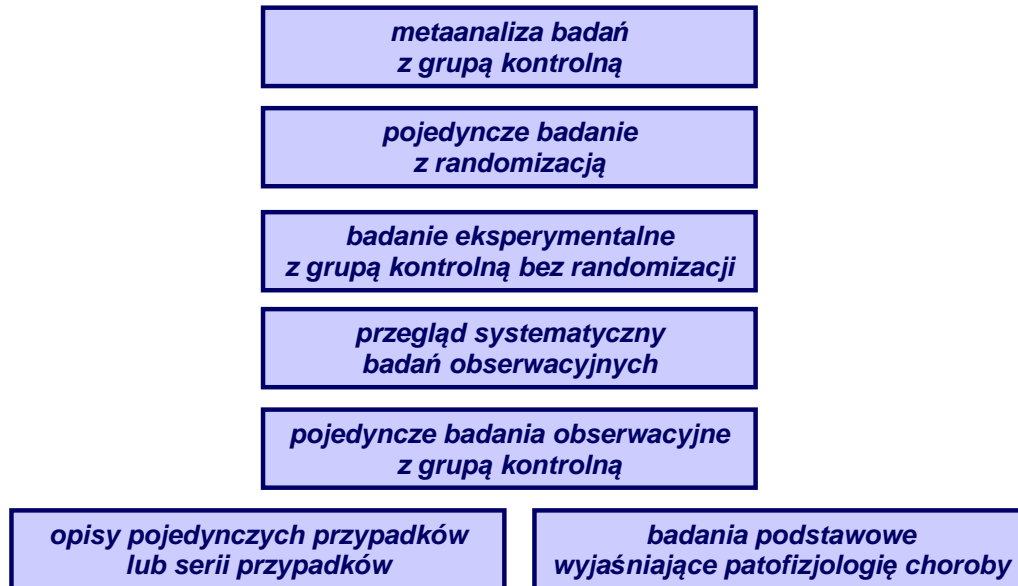 metaanaliza badań
z grupą kontrolną
pojedyncze badanie
z randomizacją
badanie eksperymentalne
z grupą kontrolną bez randomizacji
przegląd systematyczny
badań obserwacyjnych
pojedyncze badania obserwacyjne
z grupą kontrolną
opisy pojedynczych przypadków
lub serii przypadków
badania podstawowe
wyjaśniające patofizjologię choroby